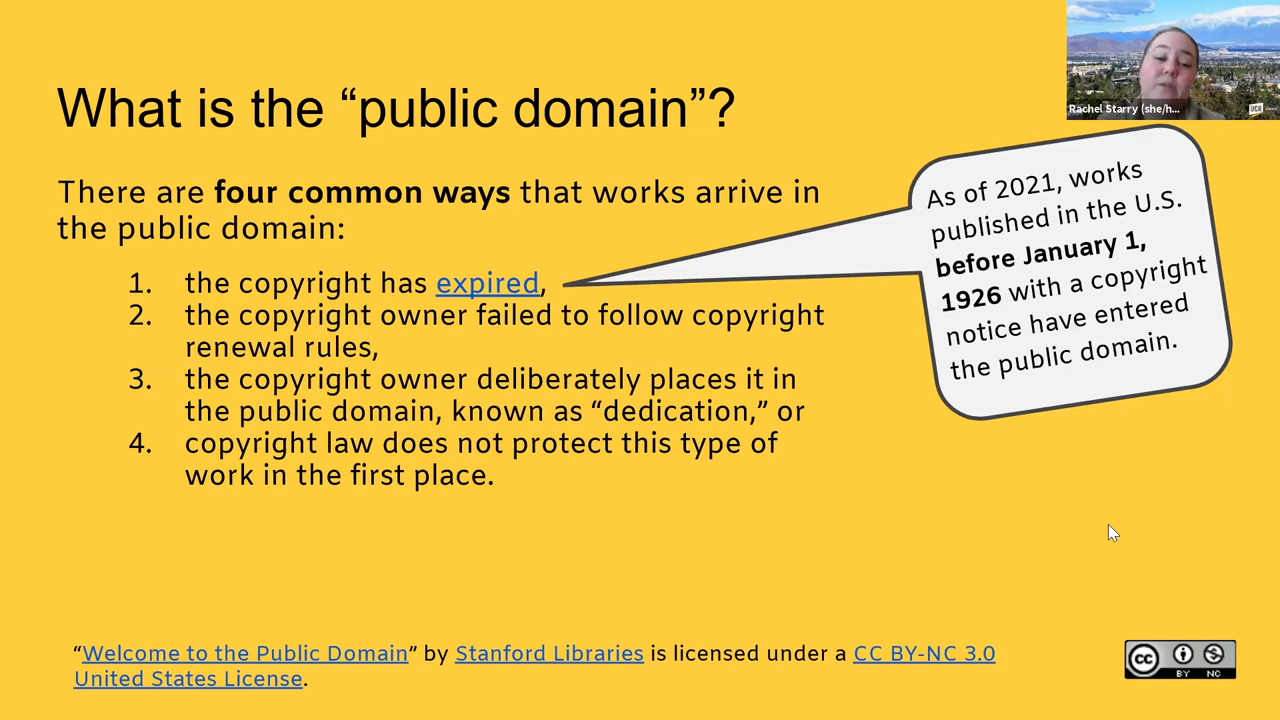 What is the “public domain”?
There are four common ways that works arrive in
the public domain:
1. the copyright has expired,
2. the copyright owner failed to follow copyright
renewal rules,
3. the copyright owner deliberately places it in
the public domain, known as “dedication,” or
4. copyright law does not protect this type of
work in the first place.
As of 2021, works
published in the U.S.
before January 1,
1926 with a copyright
notice have entered
the public domain.
Rachel Starry (she/h...
UCR
“Welcome to the Public Domain” by Stanford Libraries is licensed under a CC BY-NC 3.0
United States License.
cc
BY NC